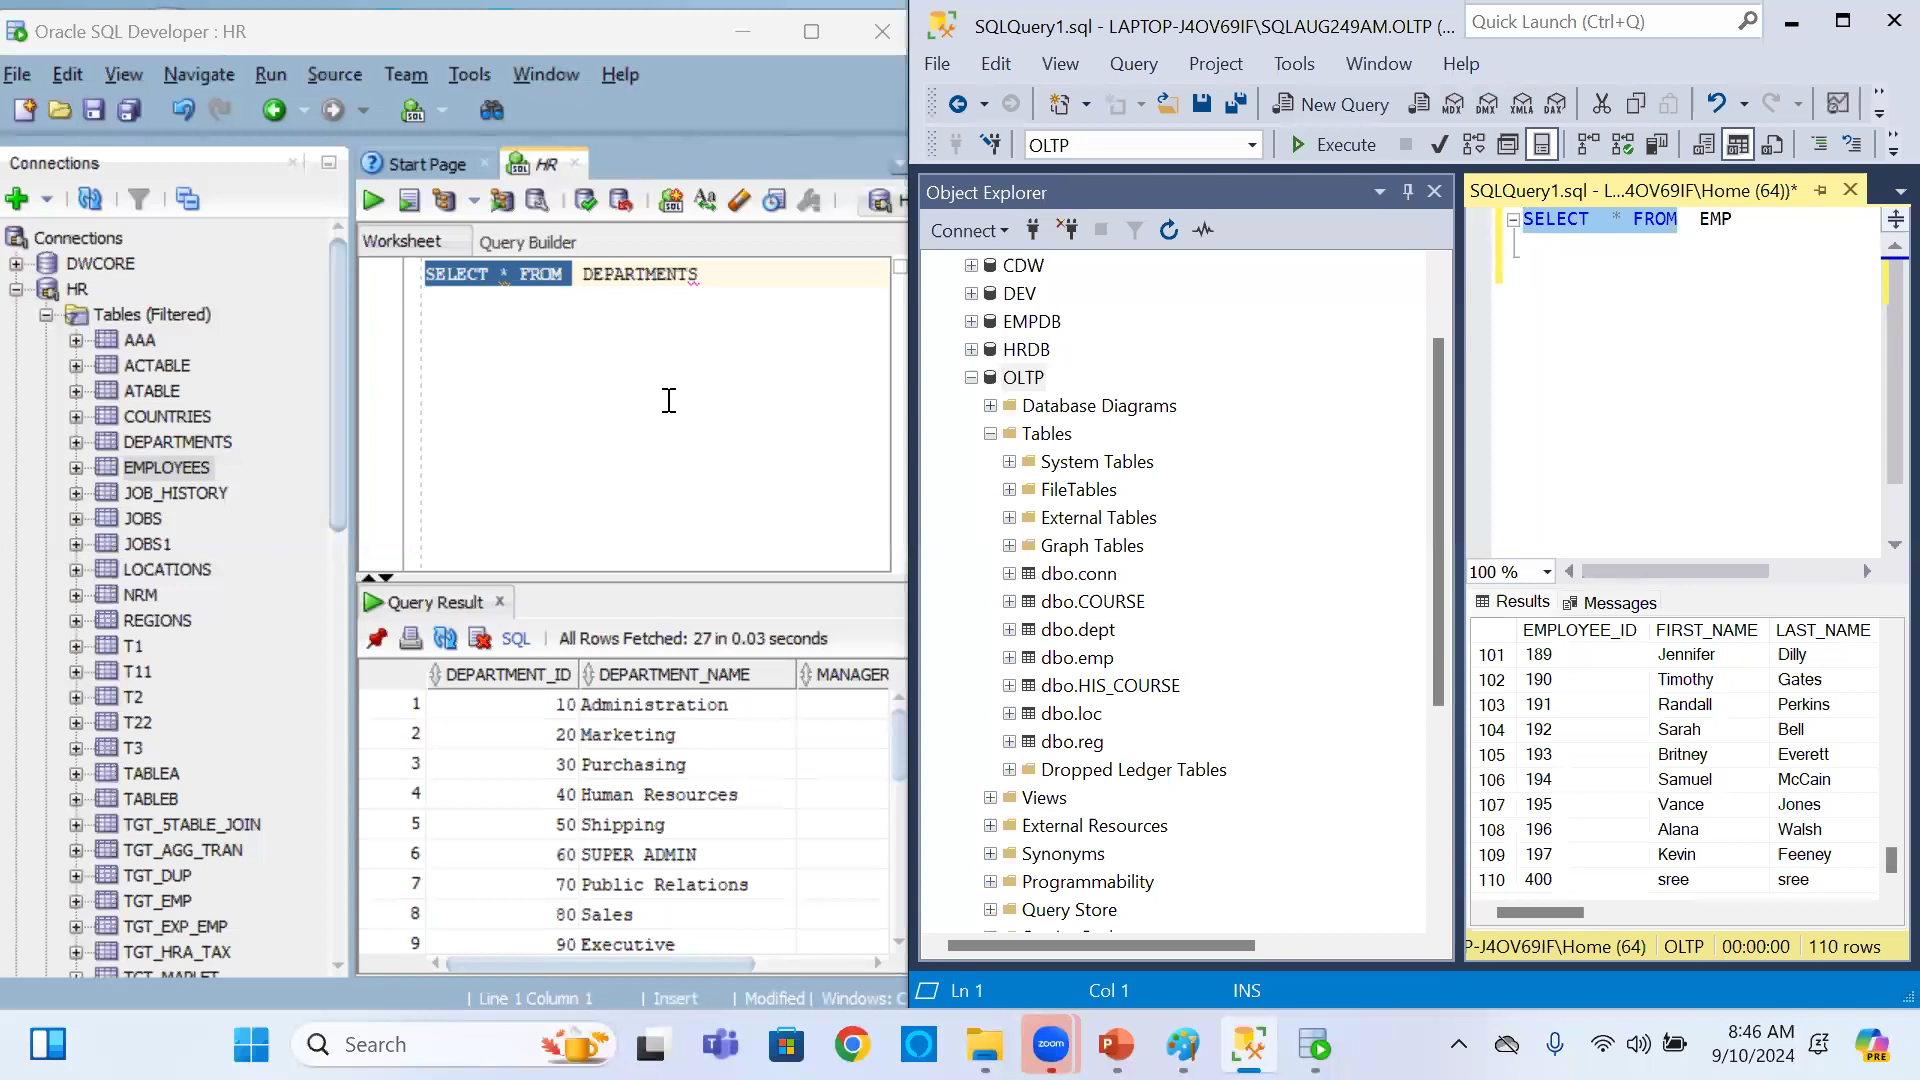 Oracle SQL Developer : HR
File Edit View Navigate Run Source Team Tools Window Help
Connections
Start Page
HR
Worksheet
Query Builder
SELECT * FROM DEPARTMENTS
Connections
DWCORE
HR
Tables (Filtered)
AAA
ACTABLE
ATABLE
COUNTRIES
DEPARTMENTS
EMPLOYEES
JOB_HISTORY
JOBS
JOBS1
LOCATIONS
NRM
REGIONS
T1
T11
T2
T22
T3
TABLEA
TABLEB
TGT_5TABLE_JOIN
TGT_AGG_TRAN
TGT_DUP
TGT_EMP
TGT_EXP_EMP
TGT_HRA_TAX
Query Result
SQL | All Rows Fetched: 27 in 0.03 seconds
DEPARTMENT_ID DEPARTMENT_NAME MANAGER
1 10 Administration
2 20 Marketing
3 30 Purchasing
4 40 Human Resources
5 50 Shipping
6 60 SUPER ADMIN
7 70 Public Relations
8 80 Sales
9 90 Executive
| Line 1 Column 1 | Insert | Modified | Windows: C
SQLQuery1.sql - LAPTOP-J4OV69IF\SQLAUG249AM.OLTP (...
Quick Launch (Ctrl+Q)
File Edit View Query Project Tools Window Help
New Query MDX DMX XMLA DAX
OLTP
Execute
Object Explorer
Connect
CDW
DEV
EMPDB
HRDB
OLTP
Database Diagrams
Tables
System Tables
FileTables
External Tables
Graph Tables
dbo.conn
dbo.COURSE
dbo.dept
dbo.emp
dbo.HIS_COURSE
dbo.loc
dbo.reg
Dropped Ledger Tables
Views
External Resources
Synonyms
Programmability
Query Store
SQLQuery1.sql - L...4OV69IF\Home (64))*
SELECT * FROM EMP
100 %
Results
Messages
EMPLOYEE_ID FIRST_NAME LAST_NAME
101 189 Jennifer Dilly
102 190 Timothy Gates
103 191 Randall Perkins
104 192 Sarah Bell
105 193 Britney Everett
106 194 Samuel McCain
107 195 Vance Jones
108 196 Alana Walsh
109 197 Kevin Feeney
110 400 sree sree
P-J4OV69IF\Home (64) OLTP 00:00:00 110 rows
Ln 1 Col 1 INS
Search
zoom
8:46 AM
9/10/2024
PRE